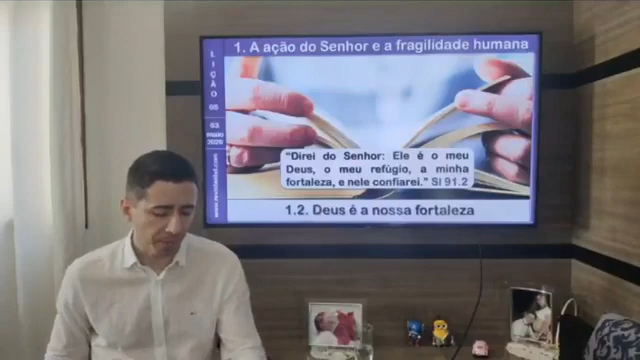 1. A ação do Senhor e a fragilidade humana
LIÇÃO
05
03
maio
"Direi do Senhor: Ele é o meu
Deus, o meu refúgio, a minha
fortaleza, e nele confiarei." Sl 91.2
1.2. Deus é a nossa fortaleza